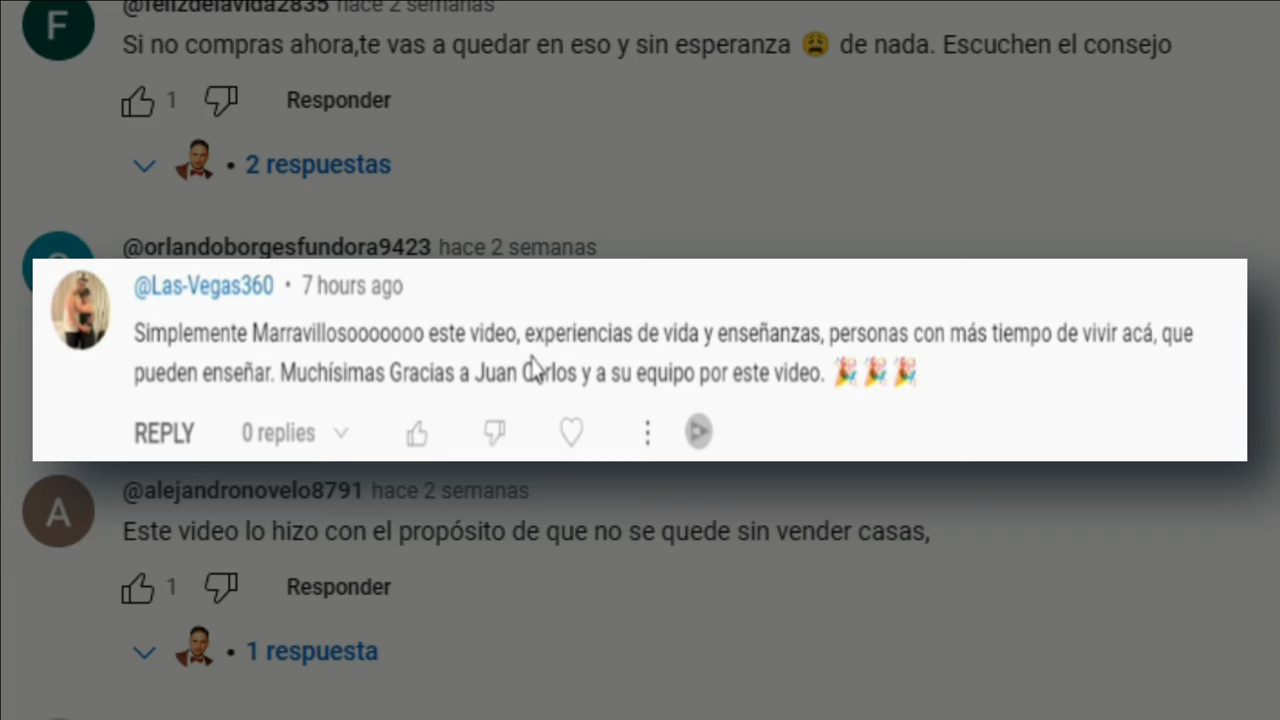 @felizdelavida2835 hace 2 semanas
Si no compras ahora,te vas a quedar en eso y sin esperanza 😩 de nada. Escuchen el consejo
1 Responder
• 2 respuestas
@orlandoborgesfundora9423 hace 2 semanas
@Las-Vegas360 • 7 hours ago
Simplemente Marravillosooooooo este video, experiencias de vida y enseñanzas, personas con más tiempo de vivir acá, que
pueden enseñar. Muchísimas Gracias a Juan Carlos y a su equipo por este video. 🎉🎉🎉
REPLY 0 replies
@alejandronovelo8791 hace 2 semanas
Este video lo hizo con el propósito de que no se quede sin vender casas,
1 Responder
• 1 respuesta
F
A